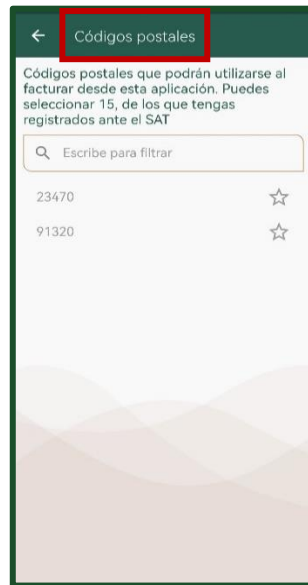 Códigos postales
Códigos postales que podrán utilizarse al
facturar desde esta aplicación. Puedes
seleccionar 15, de los que tengas
registrados ante el SAT
Escribe para filtrar
23470
91320